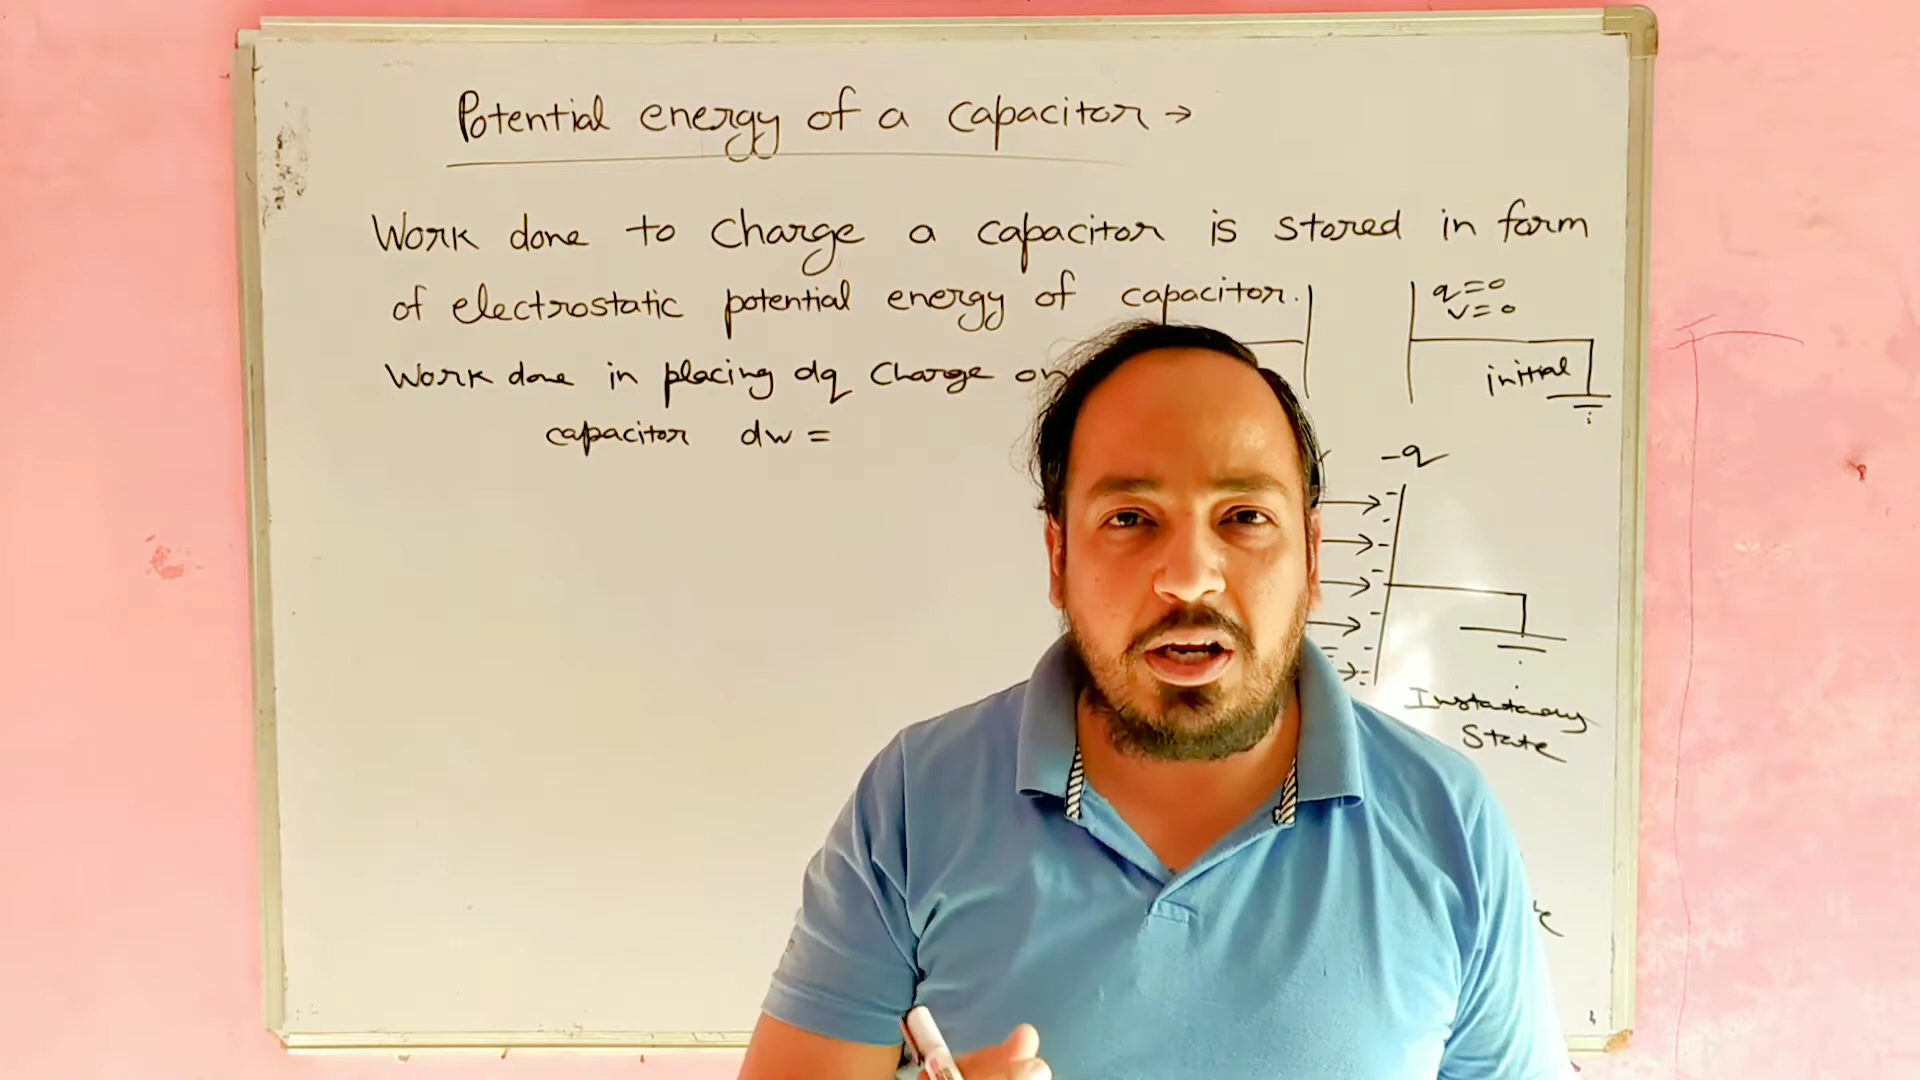 Potential energy of a capacitor →
Work done to charge a capacitor is stored in form
of electrostatic potential energy of capacitor.
q=0
v=0
initial
Work done in placing dq charge on
capacitor dw =
-q
State